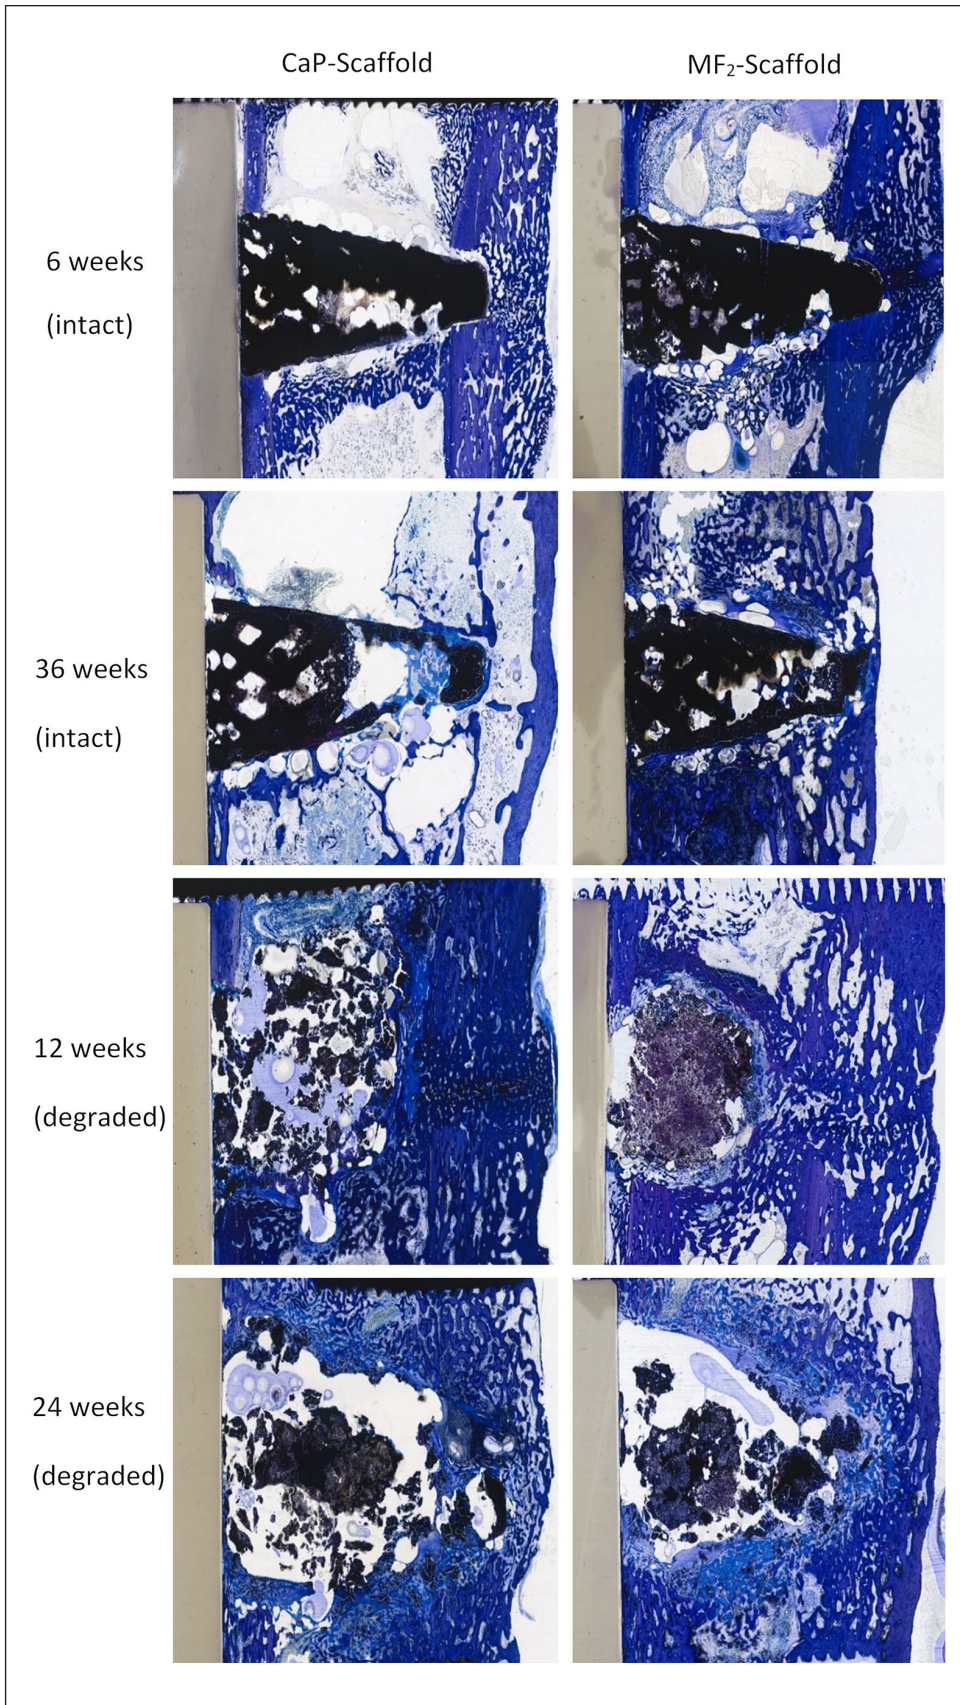 CaP-Scaffold
MF₂-Scaffold
6 weeks
(intact)
36 weeks
(intact)
12 weeks
(degraded)
24 weeks
(degraded)